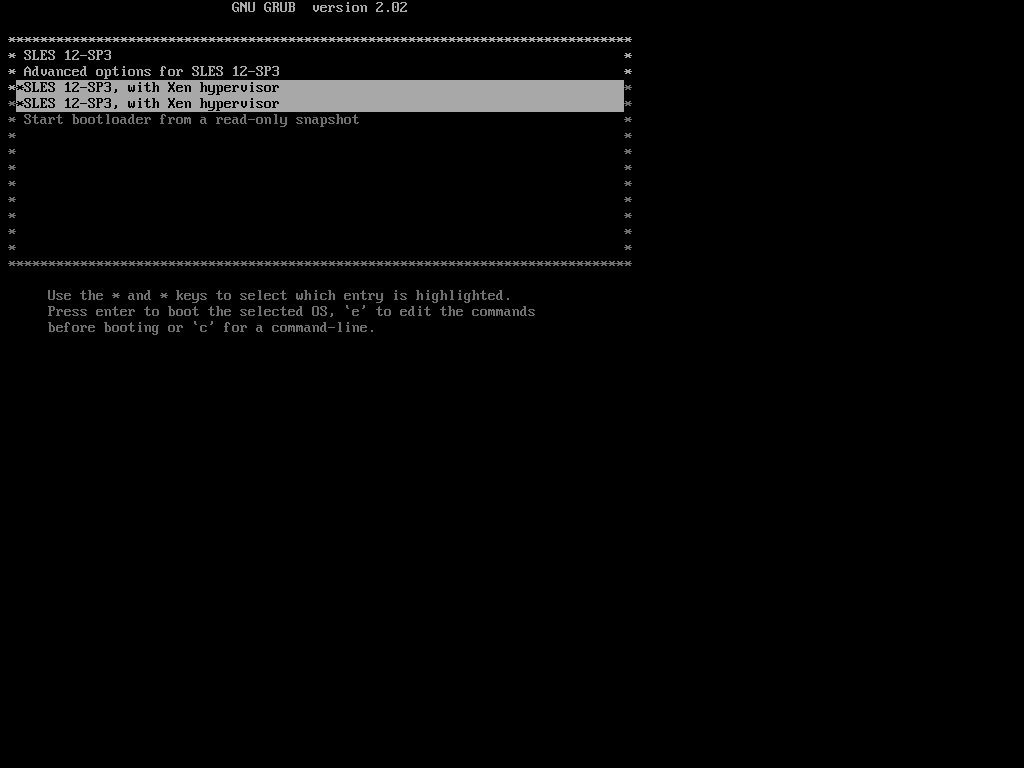 GNU GRUB  version 2.02
*******************************************************************************
* SLES 12-SP3 *
* Advanced options for SLES 12-SP3 *
**SLES 12-SP3, with Xen hypervisor *
**SLES 12-SP3, with Xen hypervisor *
* Start bootloader from a read-only snapshot *
* *
* *
* *
* *
* *
* *
* *
* *
*******************************************************************************
Use the * and * keys to select which entry is highlighted.
Press enter to boot the selected OS, `e' to edit the commands
before booting or `c' for a command-line.